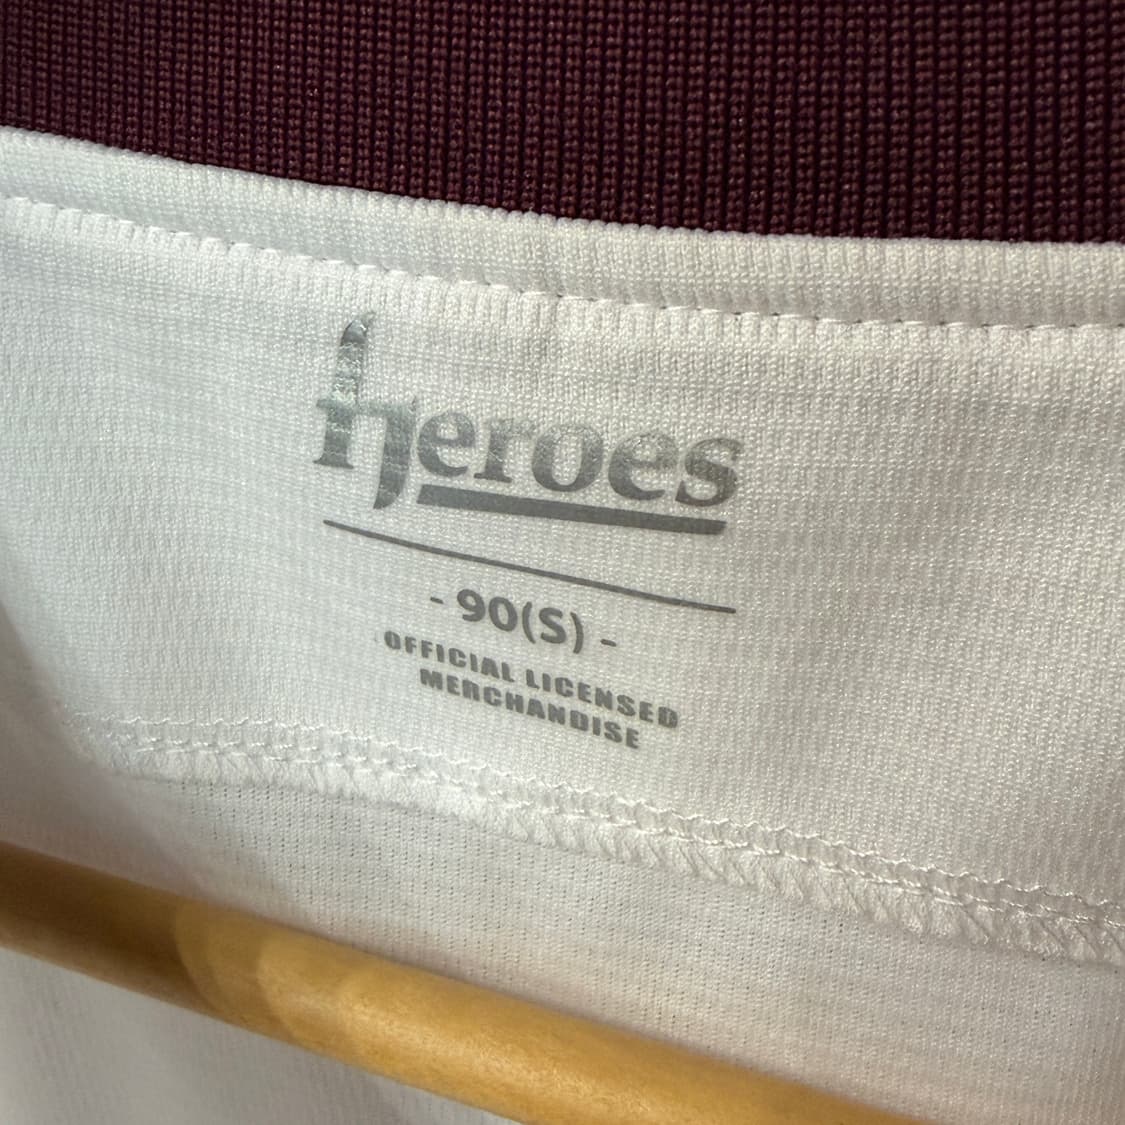 Heroes
- 90(S) -
OFFICIAL LICENSED
MERCHANDISE